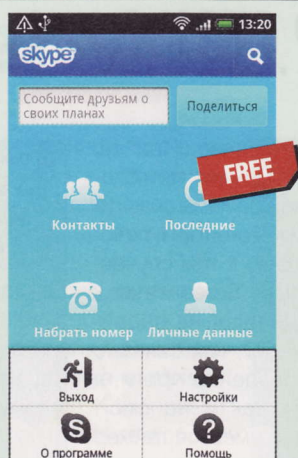 13:20
skype
Сообщите друзьям о
своих планах
Поделиться
FREE
Контакты
Последние
Набрать номер
Личные данные
Выход
Настройки
О программе
Помощь